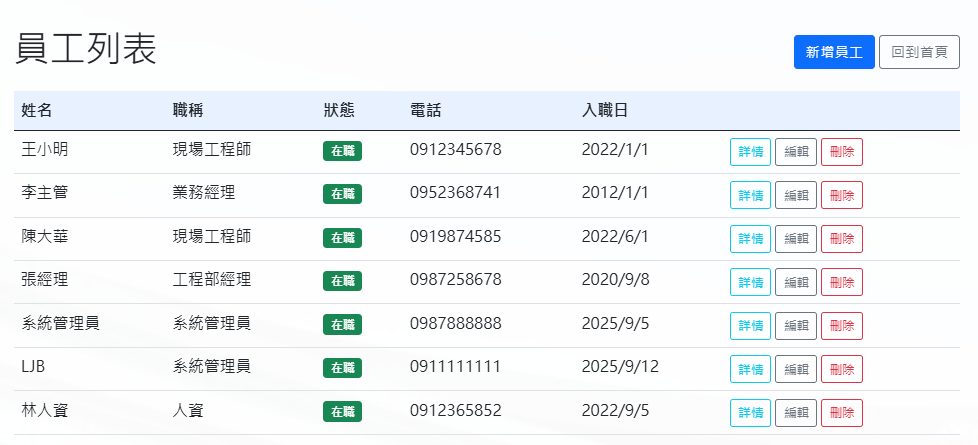 員工列表
新增員工 回到首頁
姓名 職稱 狀態 電話 入職日
王小明 現場工程師 在職 0912345678 2022/1/1 詳情 編輯 刪除
李主管 業務經理 在職 0952368741 2012/1/1 詳情 編輯 刪除
陳大華 現場工程師 在職 0919874585 2022/6/1 詳情 編輯 刪除
張經理 工程部經理 在職 0987258678 2020/9/8 詳情 編輯 刪除
系統管理員 系統管理員 在職 0987888888 2025/9/5 詳情 編輯 刪除
LJB 系統管理員 在職 0911111111 2025/9/12 詳情 編輯 刪除
林人資 人資 在職 0912365852 2022/9/5 詳情 編輯 刪除